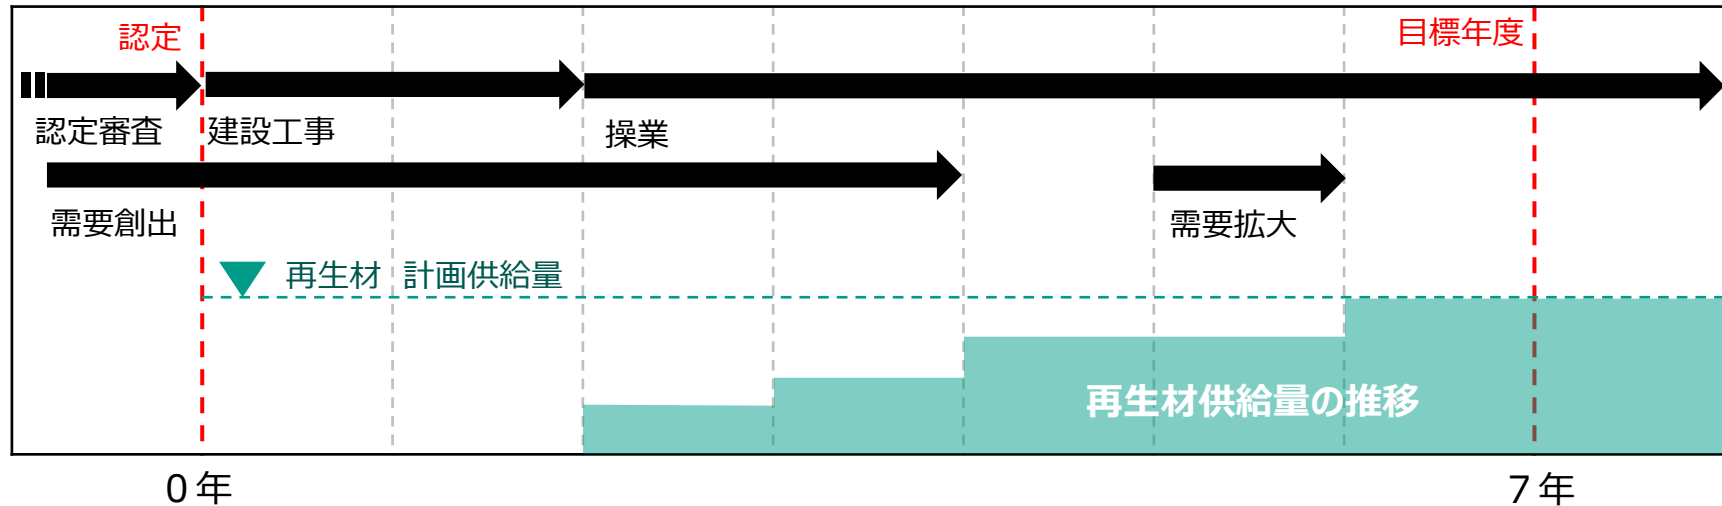 認定
目標年度
認定審査
建設工事
操業
需要創出
需要拡大
再生材 計画供給量
再生材供給量の推移
0年
7年